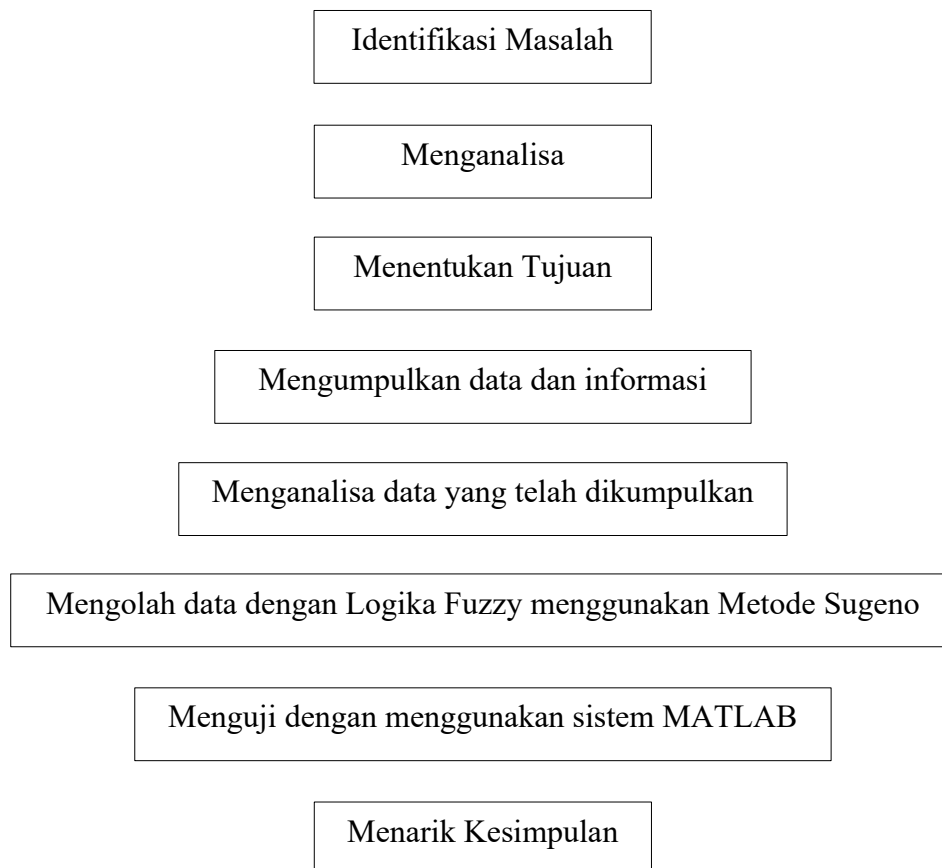 Identifikasi Masalah
Menganalisa
Menentukan Tujuan
Mengumpulkan data dan informasi
Menganalisa data yang telah dikumpulkan
Mengolah data dengan Logika Fuzzy menggunakan Metode Sugeno
Menguji dengan menggunakan sistem MATLAB
Menarik Kesimpulan